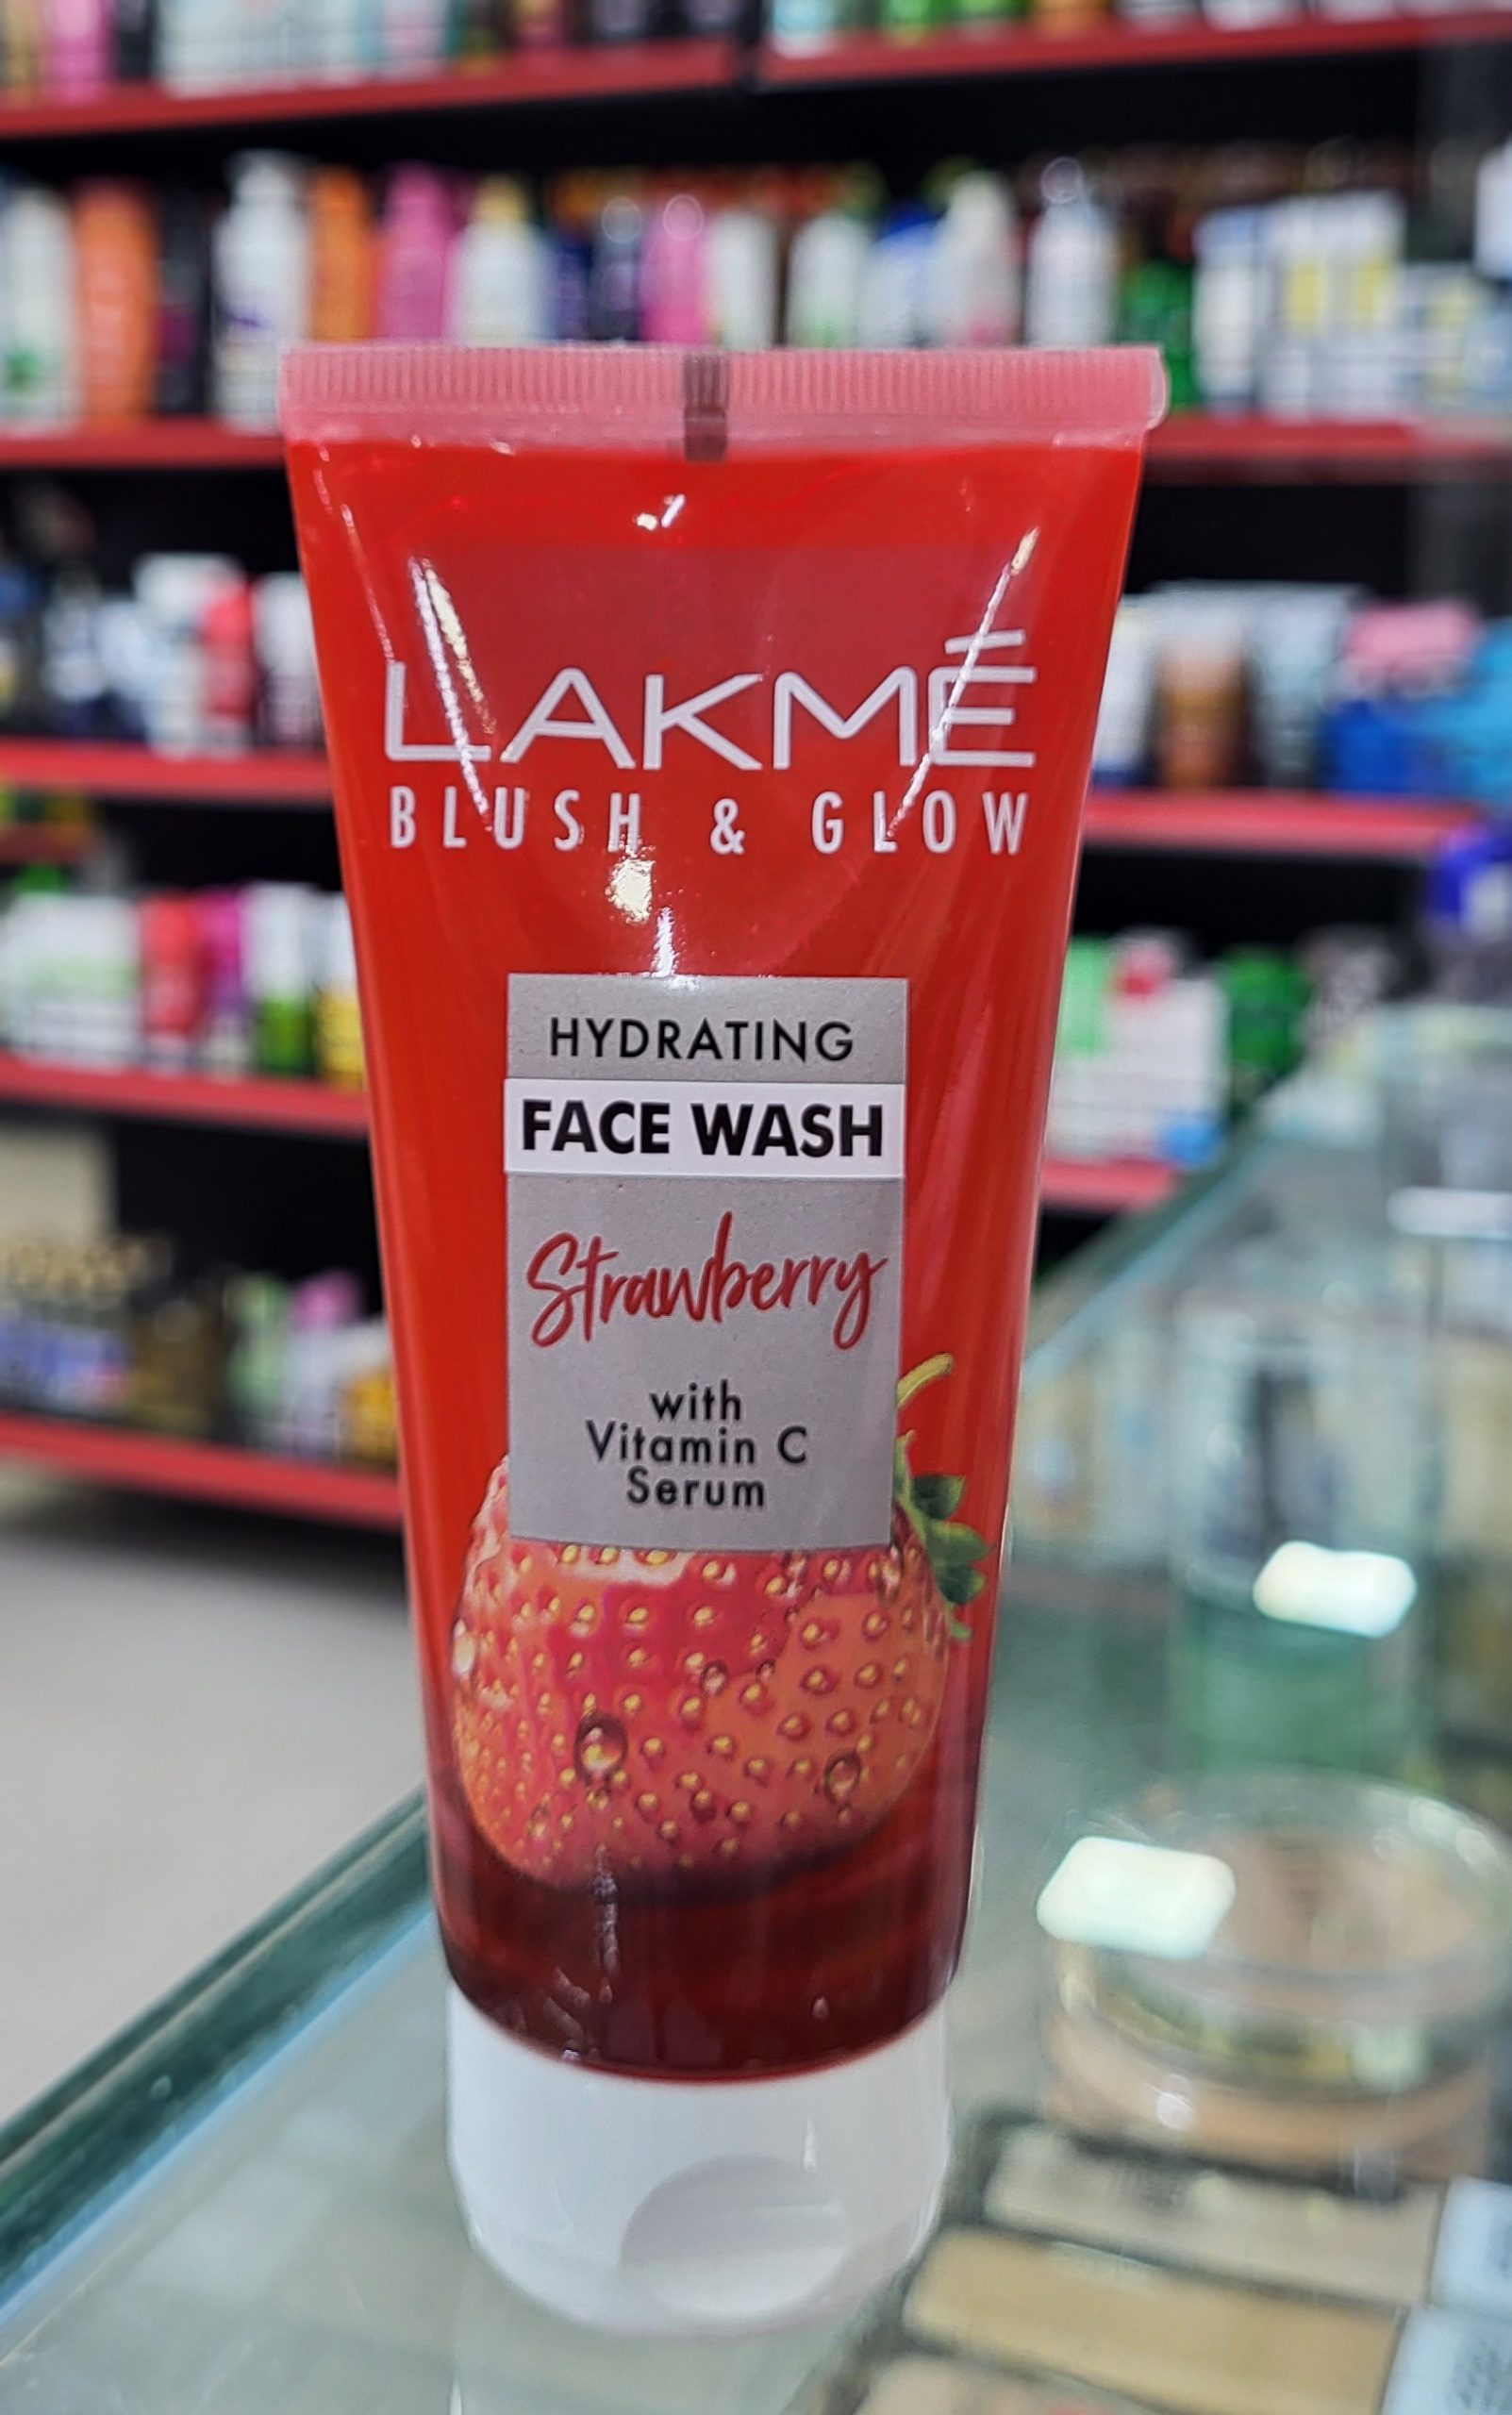 LAKMĒ
BLUSH & GLOW
HYDRATING
FACE WASH
Strawberry
with
Vitamin C
Serum